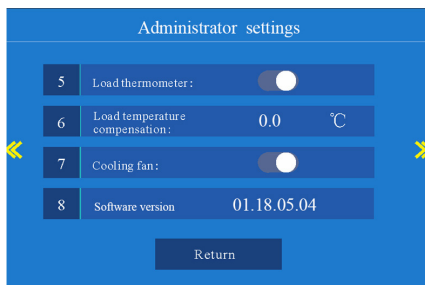 Administrator settings
5 Load thermometer:
6 Load temperature compensation: 0.0 ℃
7 Cooling fan:
8 Software version 01.18.05.04
Return